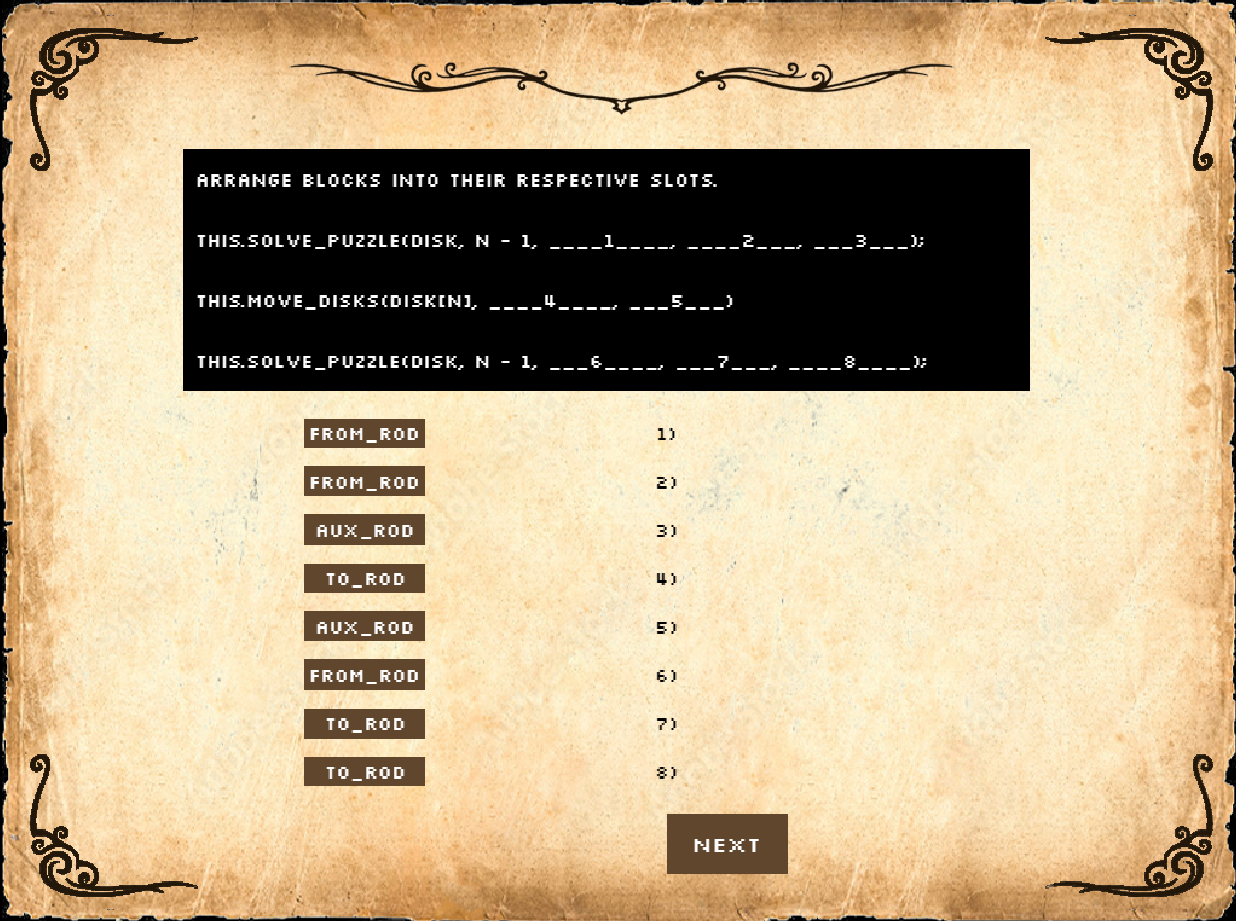 ARRANGE BLOCKS INTO THEIR RESPECTIVE SLOTS.
THIS.SOLVE_PUZZLE(DISK, N - 1, ____1____, ____2___, ___3___);
THIS.MOVE_DISKS(DISK[N], ____4____, ___5___)
THIS.SOLVE_PUZZLE(DISK, N - 1, ___6____, ___7___, ____8____);
FROM_ROD 1)
FROM_ROD 2)
AUX_ROD 3)
TO_ROD 4)
AUX_ROD 5)
FROM_ROD 6)
TO_ROD 7)
TO_ROD 8)
NEXT